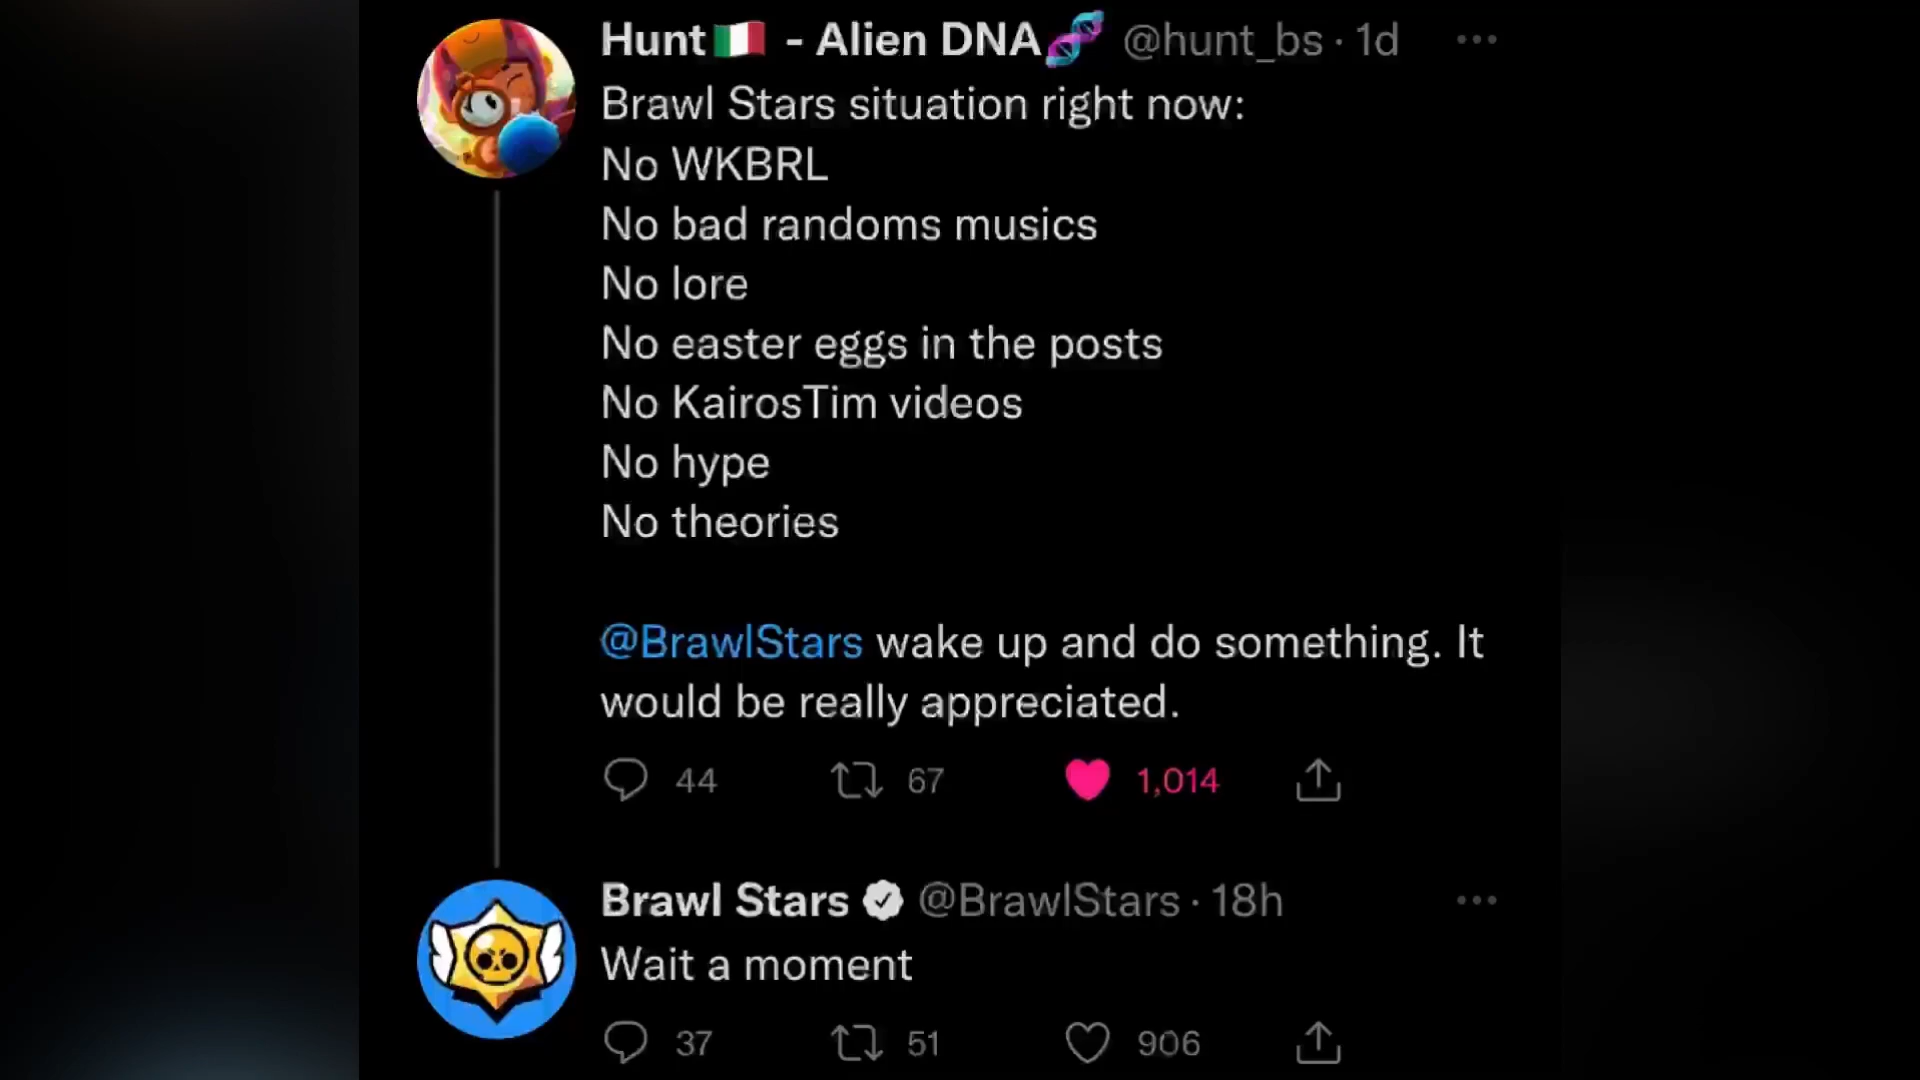 Hunt🇮🇹 - Alien DNA🧬 @hunt_bs · 1d
Brawl Stars situation right now:
No WKBRL
No bad randoms musics
No lore
No easter eggs in the posts
No KairosTim videos
No hype
No theories
@BrawlStars wake up and do something. It
would be really appreciated.
44 67 1,014
Brawl Stars @BrawlStars · 18h
Wait a moment
37 51 906